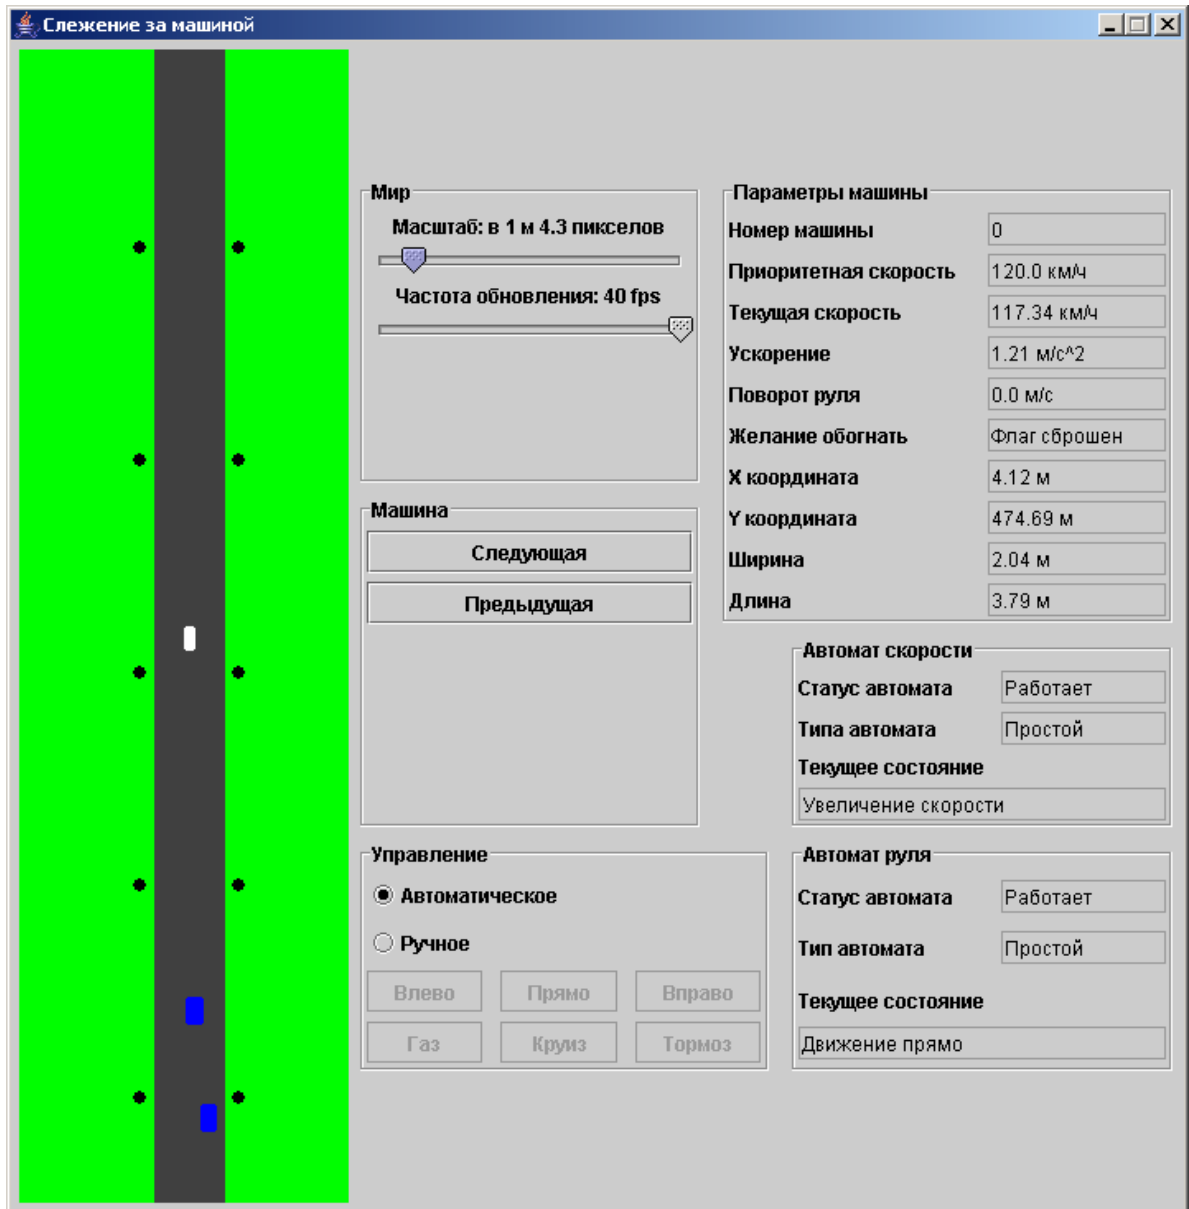 Слежение за машиной
Мир
Масштаб: в 1 м 4.3 пикселов
Частота обновления: 40 fps
Машина
Следующая
Предыдущая
Управление
Автоматическое
Ручное
Влево Прямо Вправо
Газ Круиз Тормоз
Параметры машины
Номер машины 0
Приоритетная скорость 120.0 км/ч
Текущая скорость 117.34 км/ч
Ускорение 1.21 м/с^2
Поворот руля 0.0 м/с
Желание обогнать Флаг сброшен
X координата 4.12 м
Y координата 474.69 м
Ширина 2.04 м
Длина 3.79 м
Автомат скорости
Статус автомата Работает
Типа автомата Простой
Текущее состояние
Увеличение скорости
Автомат руля
Статус автомата Работает
Тип автомата Простой
Текущее состояние
Движение прямо